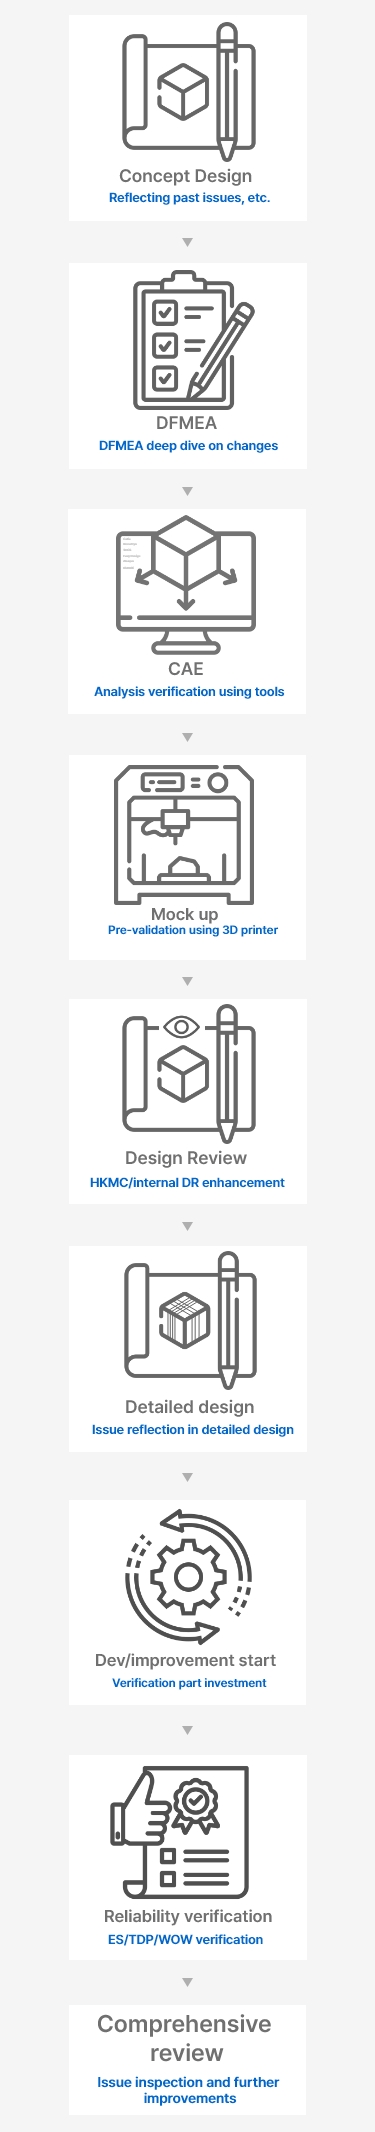 Concept Design
Reflecting past issues, etc.
DFMEA
DFMEA deep dive on changes
CAE
Analysis verification using tools
Mock up
Pre-validation using 3D printer
Design Review
HKMC/internal DR enhancement
Detailed design
Issue reflection in detailed design
Dev/improvement start
Verification part investment
Reliability verification
ES/TDP/WOW verification
Comprehensive
review
Issue inspection and further
improvements